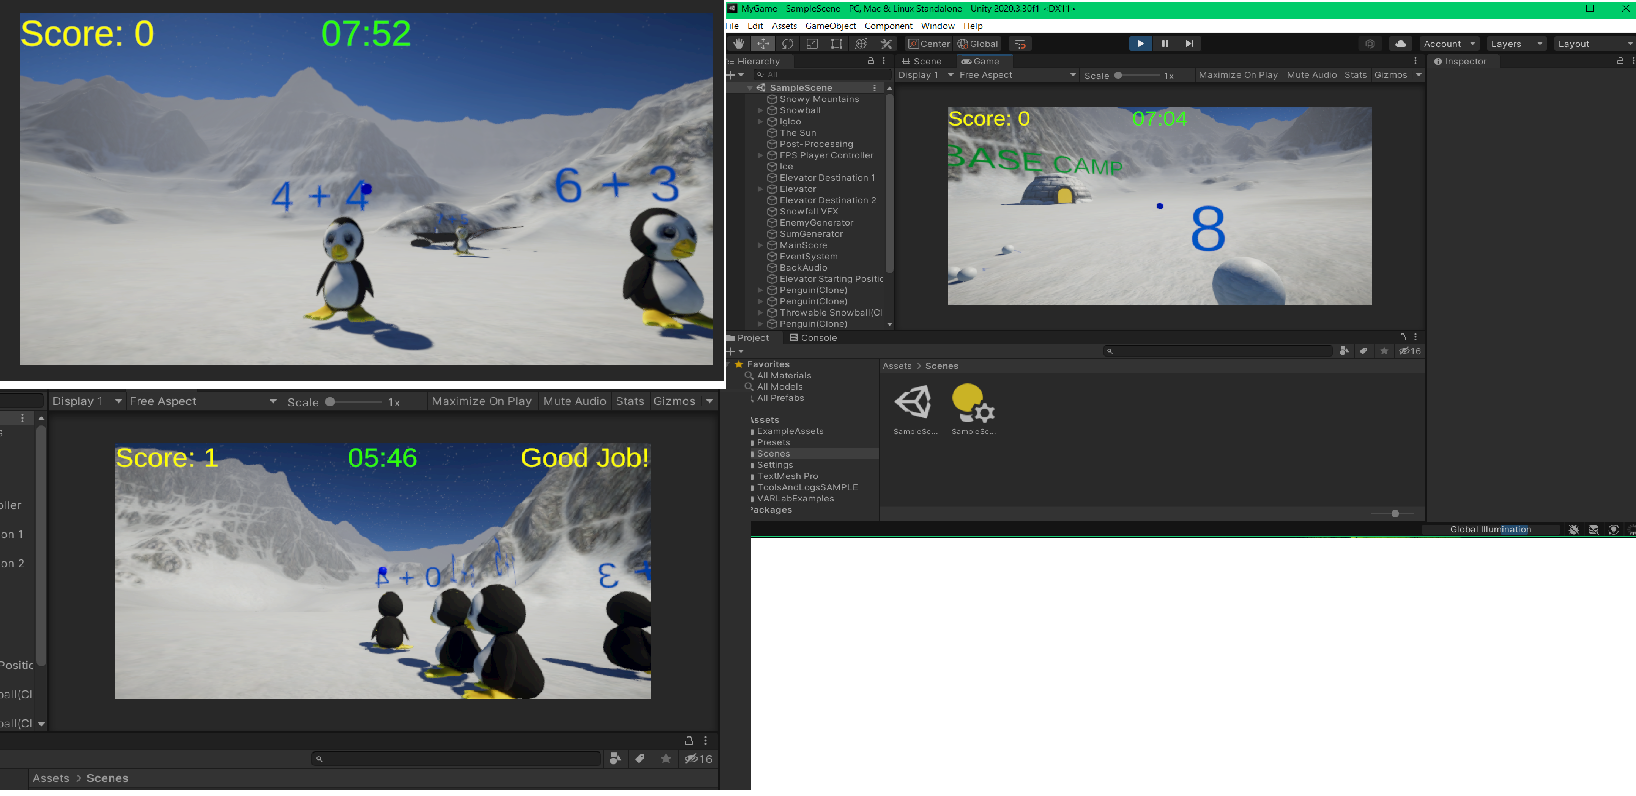 Score: 0
07:52
4 + 4
6 + 3
MyGame - SampleScene - PC, Mac & Linux Standalone - Unity 2020.3.30f1 <DX11>
Edit Assets GameObject Component Window Help
Center
Global
Account
Layers
Layout
Hierarchy
All
SampleScene
Snowy Mountains
Snowball
Igloo
The Sun
Post-Processing
FPS Player Controller
Ice
Elevator Destination 1
Elevator
Elevator Destination 2
Snowfall VFX
EnemyGenerator
SumGenerator
MainScore
EventSystem
BackAudio
Elevator Starting Positic
Penguin(Clone)
Penguin(Clone)
Throwable Snowball(Cl
Penguin(Clone)
Scene
Game
Display 1
Free Aspect
Scale
1x
Maximize On Play
Mute Audio
Stats
Gizmos
Score: 0
07:04
BASE CAMP
8
Inspector
Project
Console
16
Favorites
All Materials
All Models
All Prefabs
Assets
ExampleAssets
Presets
Scenes
Settings
TextMesh Pro
ToolsAndLogsSAMPLE
VARLabExamples
Packages
Assets > Scenes
SampleSc...
SampleSc...
Global Illumination
Display 1
Free Aspect
Scale
1x
Maximize On Play
Mute Audio
Stats
Gizmos
Score: 1
05:46
Good Job!
4 + 0
3 +
oller
on 1
on 2
Positic
ball(Cl
ball(Cl
16
Assets > Scenes